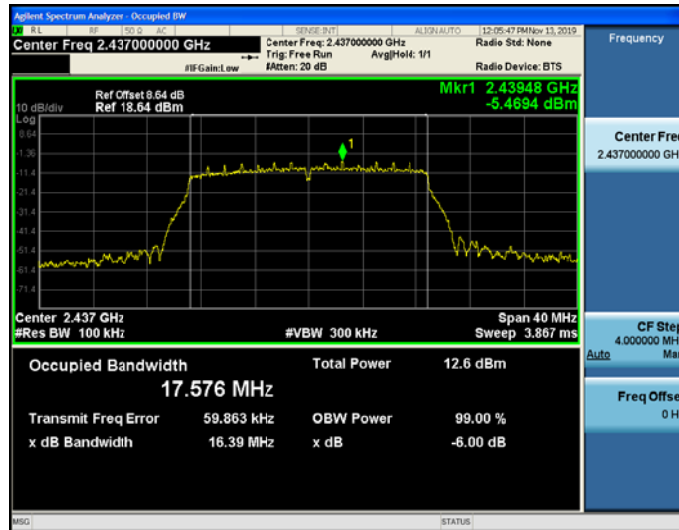 Agilent Spectrum Analyzer - Occupied BW
RL RF 50 Ω AC SENSE:INT ALIGN AUTO 12:05:47 PM Nov 13, 2019
Center Freq 2.437000000 GHz Center Freq: 2.437000000 GHz Radio Std: None Frequency
Trig: Free Run Avg|Hold: 1/1
#IFGain:Low #Atten: 20 dB Radio Device: BTS
Ref Offset 8.64 dB Mkr1 2.43948 GHz
10 dB/div Ref 18.64 dBm -5.4694 dBm
Log
8.64
1
-1.36
-11.4
-21.4
-31.4
-41.4
-51.4
-61.4
-71.4
Center Fre
2.437000000 GH
Center 2.437 GHz Span 40 MHz
#Res BW 100 kHz #VBW 300 kHz Sweep 3.867 ms
CF Step
4.000000 MH
Auto Ma
Occupied Bandwidth Total Power 12.6 dBm
17.576 MHz
Freq Offse
0 H
Transmit Freq Error 59.863 kHz OBW Power 99.00 %
x dB Bandwidth 16.39 MHz x dB -6.00 dB
MSG STATUS